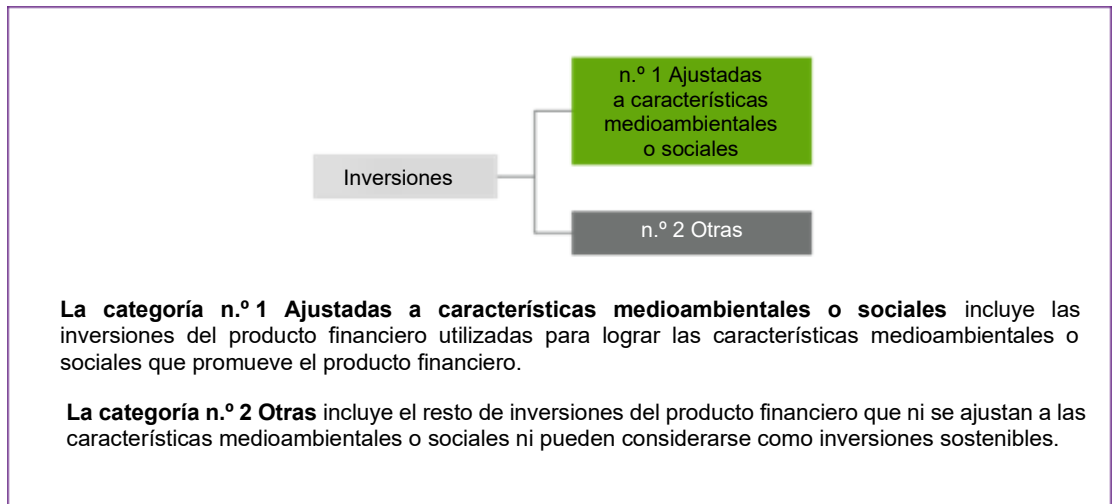 n.º 1 Ajustadas
a características
medioambientales
o sociales
Inversiones
n.º 2 Otras
La categoría n.º 1 Ajustadas a características medioambientales o sociales incluye las
inversiones del producto financiero utilizadas para lograr las características medioambientales o
sociales que promueve el producto financiero.
La categoría n.º 2 Otras incluye el resto de inversiones del producto financiero que ni se ajustan a las
características medioambientales o sociales ni pueden considerarse como inversiones sostenibles.